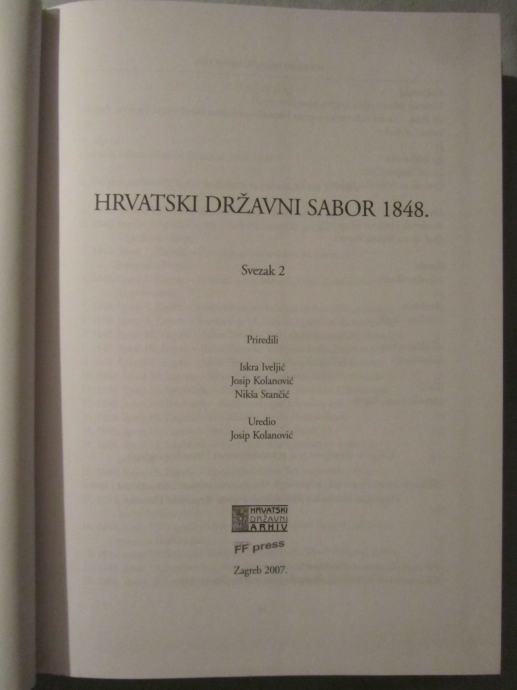 HRVATSKI DRŽAVNI SABOR 1848.
Svezak 2
Priredili
Iskra Iveljić
Josip Kolanović
Nikša Stančić
Uredio
Josip Kolanović
HRVATSKI
DRŽAVNI
ARHIV
FF press
Zagreb 2007.